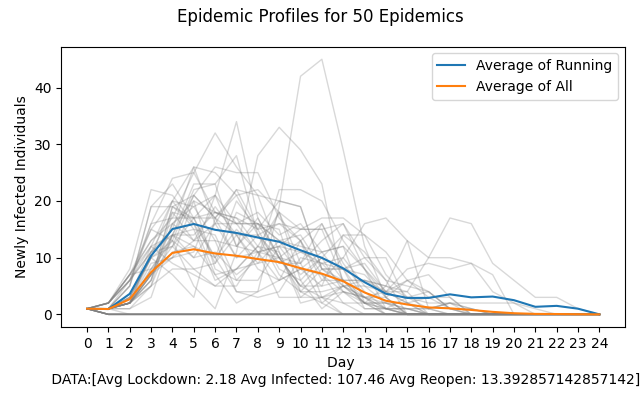 Epidemic Profiles for 50 Epidemics
Average of Running
Average of All
Newly Infected Individuals
40
30
20
10
0
0 1 2 3 4 5 6 7 8 9 10 11 12 13 14 15 16 17 18 19 20 21 22 23 24
Day
DATA:[Avg Lockdown: 2.18 Avg Infected: 107.46 Avg Reopen: 13.392857142857142]